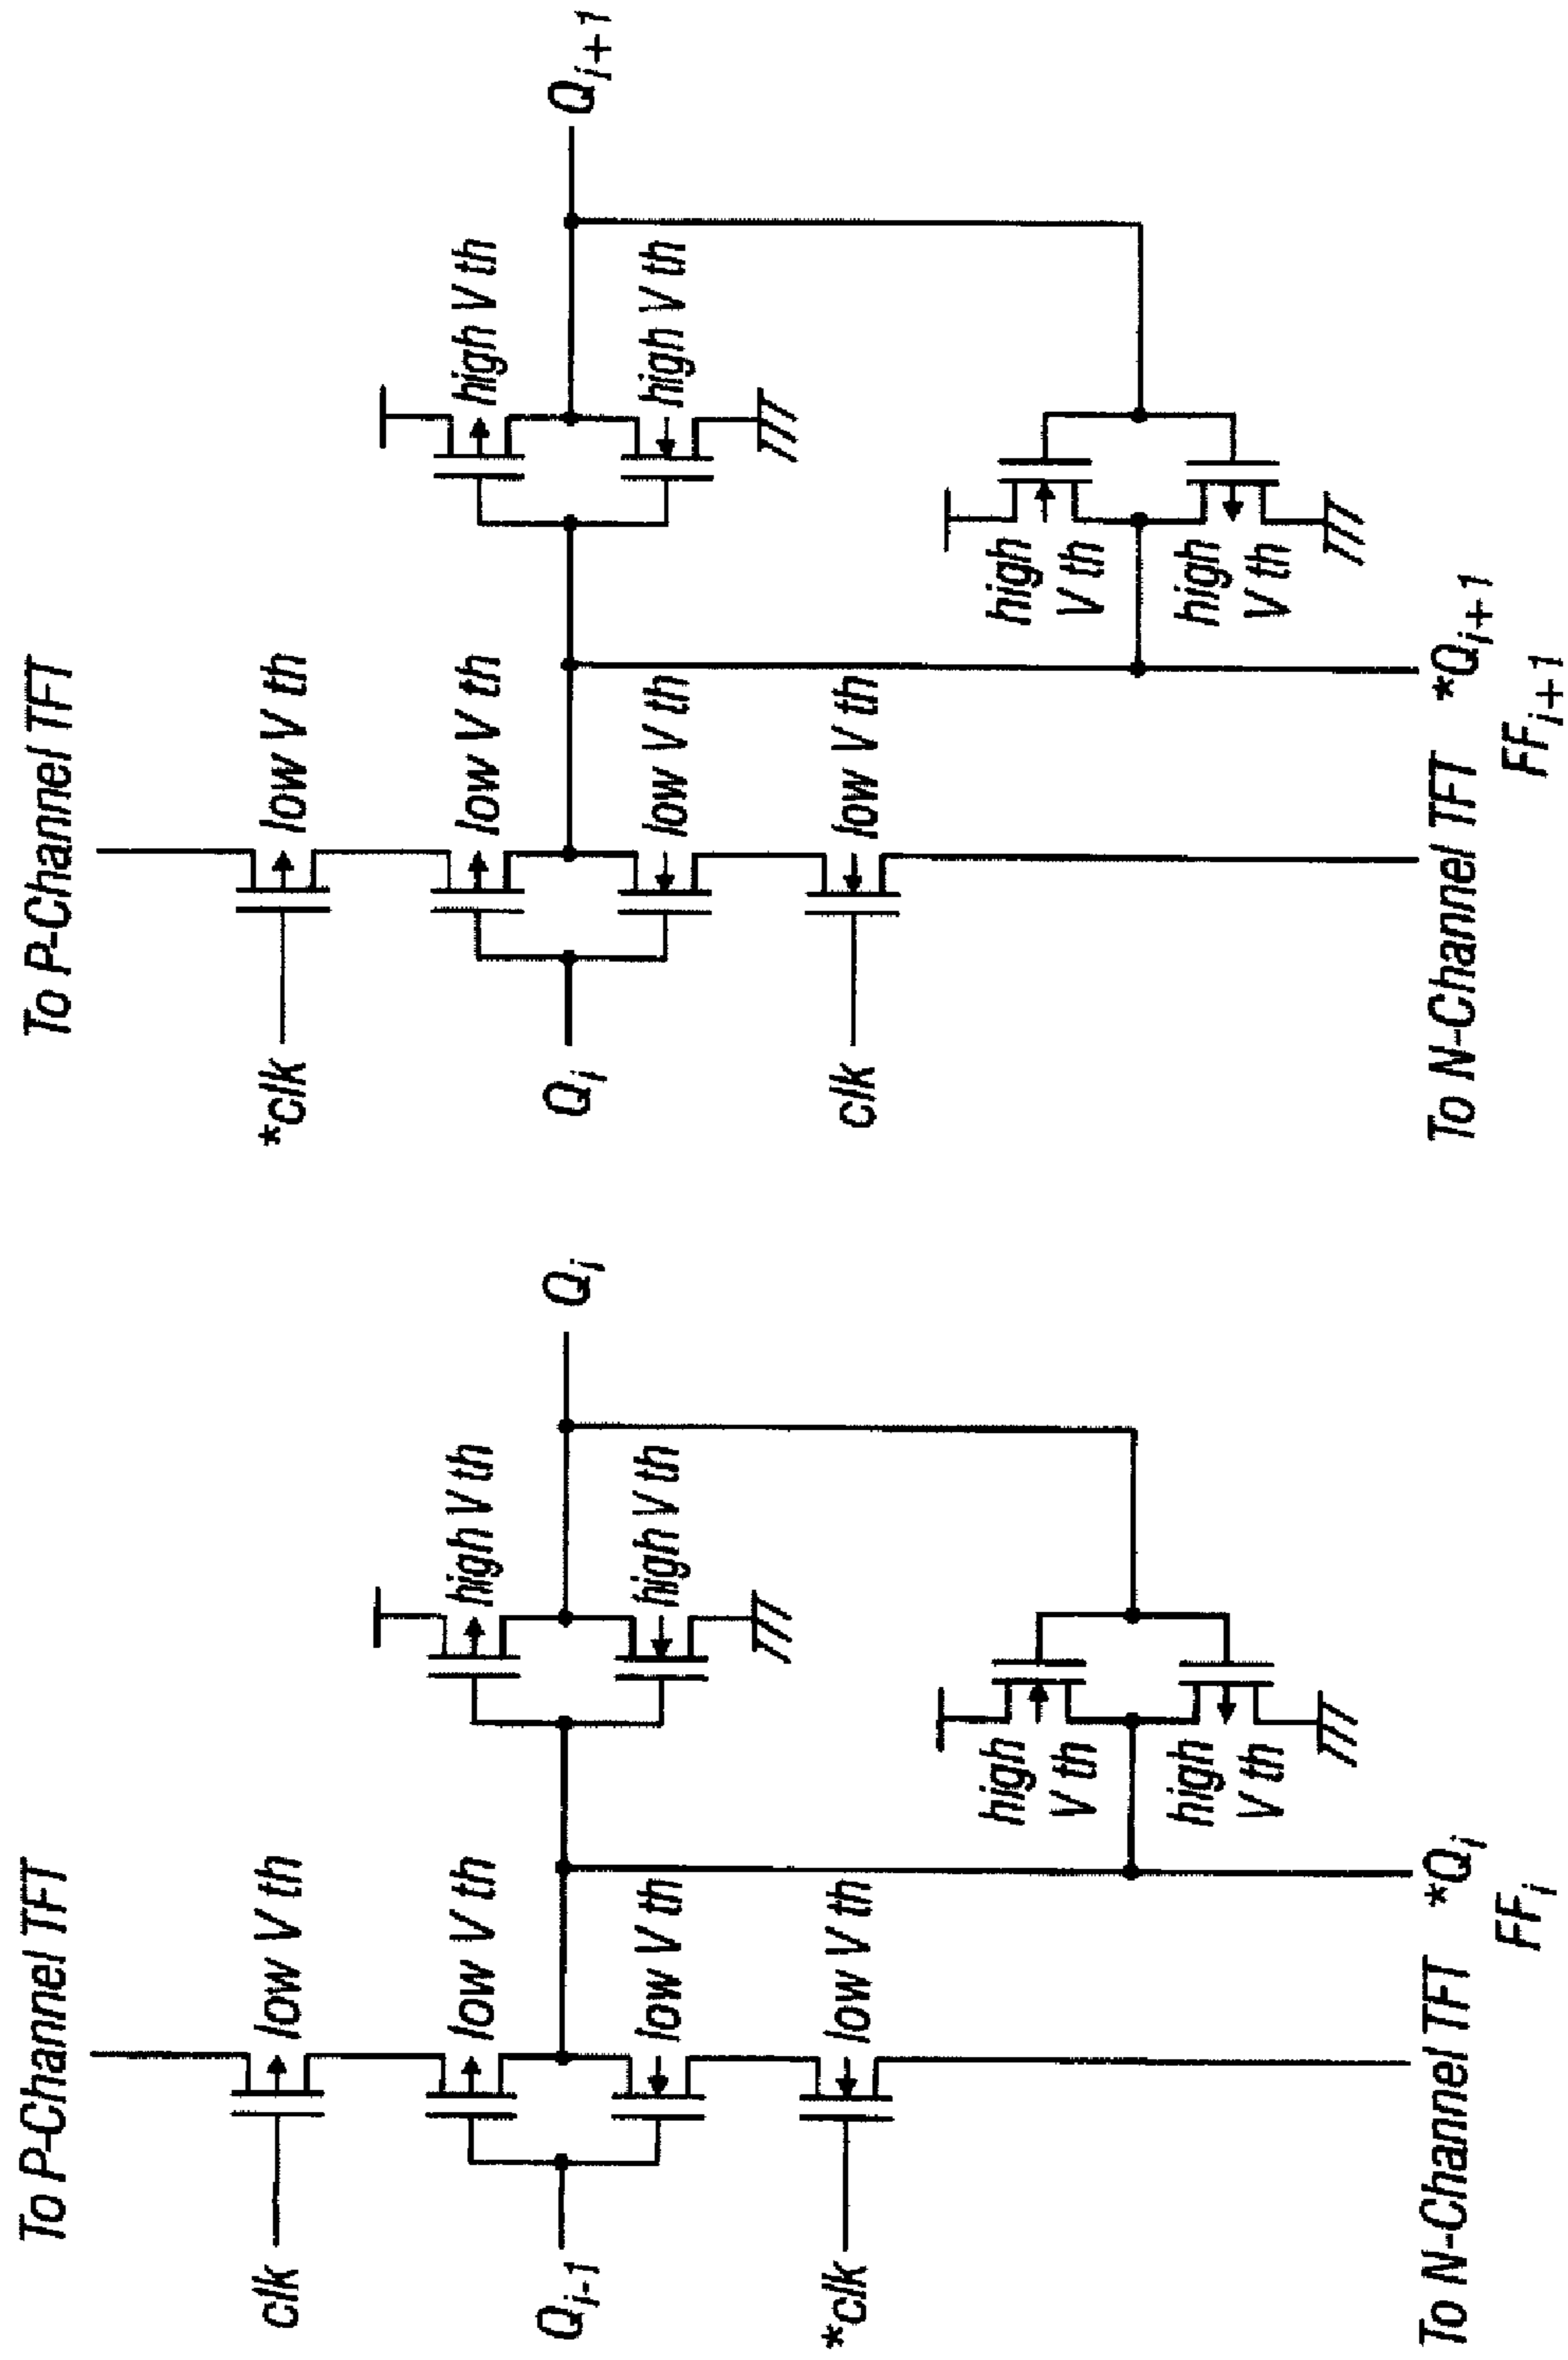 To P-Channel TFT
clk
low V th
low V th
Q_{i-1}
low V th
*clk
low V th
high V th
high V th
Q_i
high
V th
high
V th
To N-Channel TFT
*Q_i
FF_i
To P-Channel TFT
*clk
low V th
low V th
Q_i
low V th
clk
low V th
high V th
high V th
Q_{i+1}
high
V th
high
V th
To N-Channel TFT
*Q_{i+1}
FF_{i+1}